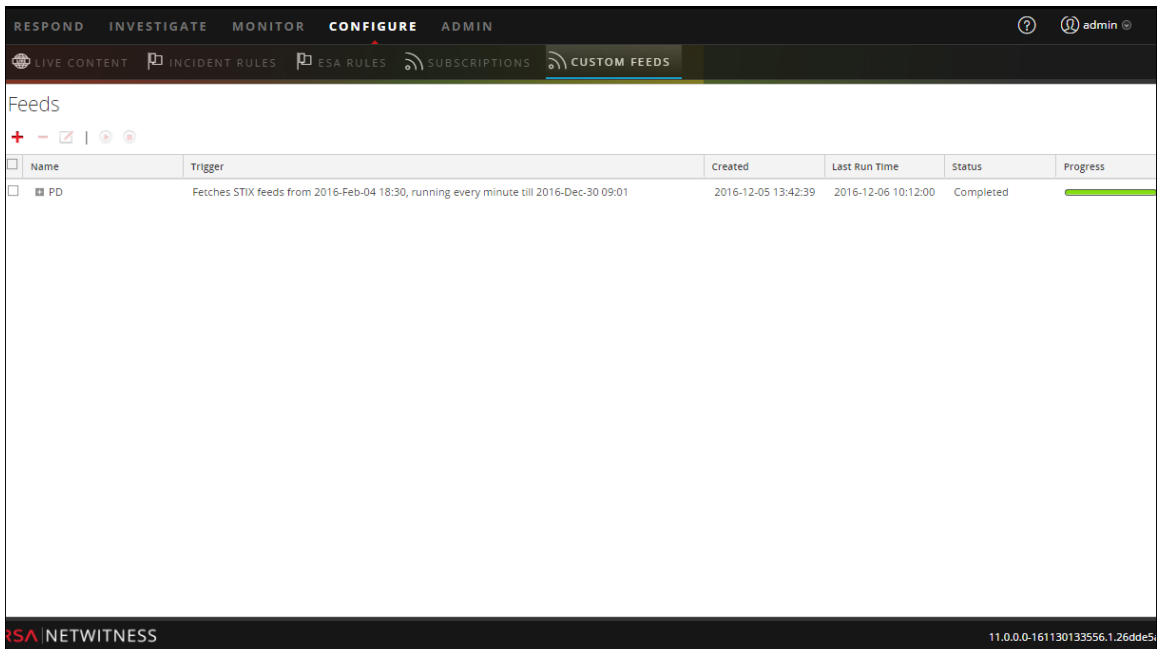 RESPOND INVESTIGATE MONITOR CONFIGURE ADMIN ? admin
LIVE CONTENT INCIDENT RULES ESA RULES SUBSCRIPTIONS CUSTOM FEEDS
Feeds
Name Trigger Created Last Run Time Status Progress
PD Fetches STIX feeds from 2016-Feb-04 18:30, running every minute till 2016-Dec-30 09:01 2016-12-05 13:42:39 2016-12-06 10:12:00 Completed
RSA NETWITNESS 11.0.0.0-161130133556.1.26dde5